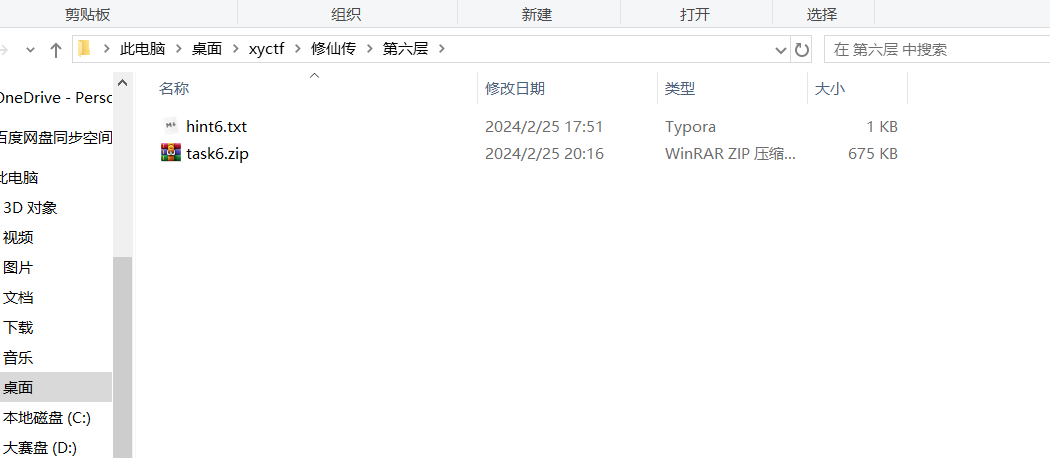 剪贴板 组织 新建 打开 选择
此电脑 桌面 xyctf 修仙传 第六层 在 第六层 中搜索
名称 修改日期 类型 大小
hint6.txt 2024/2/25 17:51 Typora 1 KB
task6.zip 2024/2/25 20:16 WinRAR ZIP 压缩... 675 KB
OneDrive - Persc
百度网盘同步空间
此电脑
3D 对象
视频
图片
文档
下载
音乐
桌面
本地磁盘 (C:)
大赛盘 (D:)